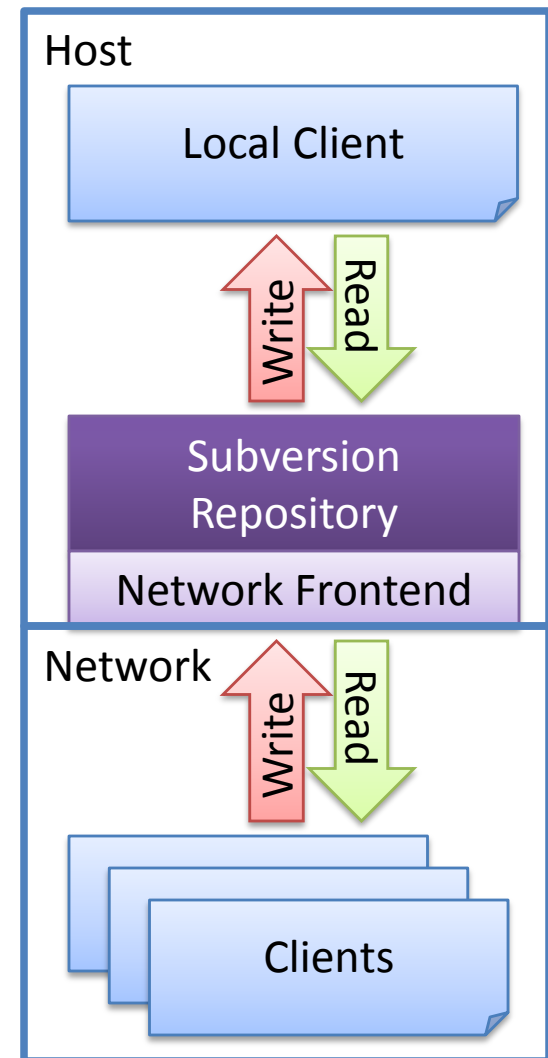 Host
Local Client
Write
Read
Subversion
Repository
Network Frontend
Network
Write
Read
Clients